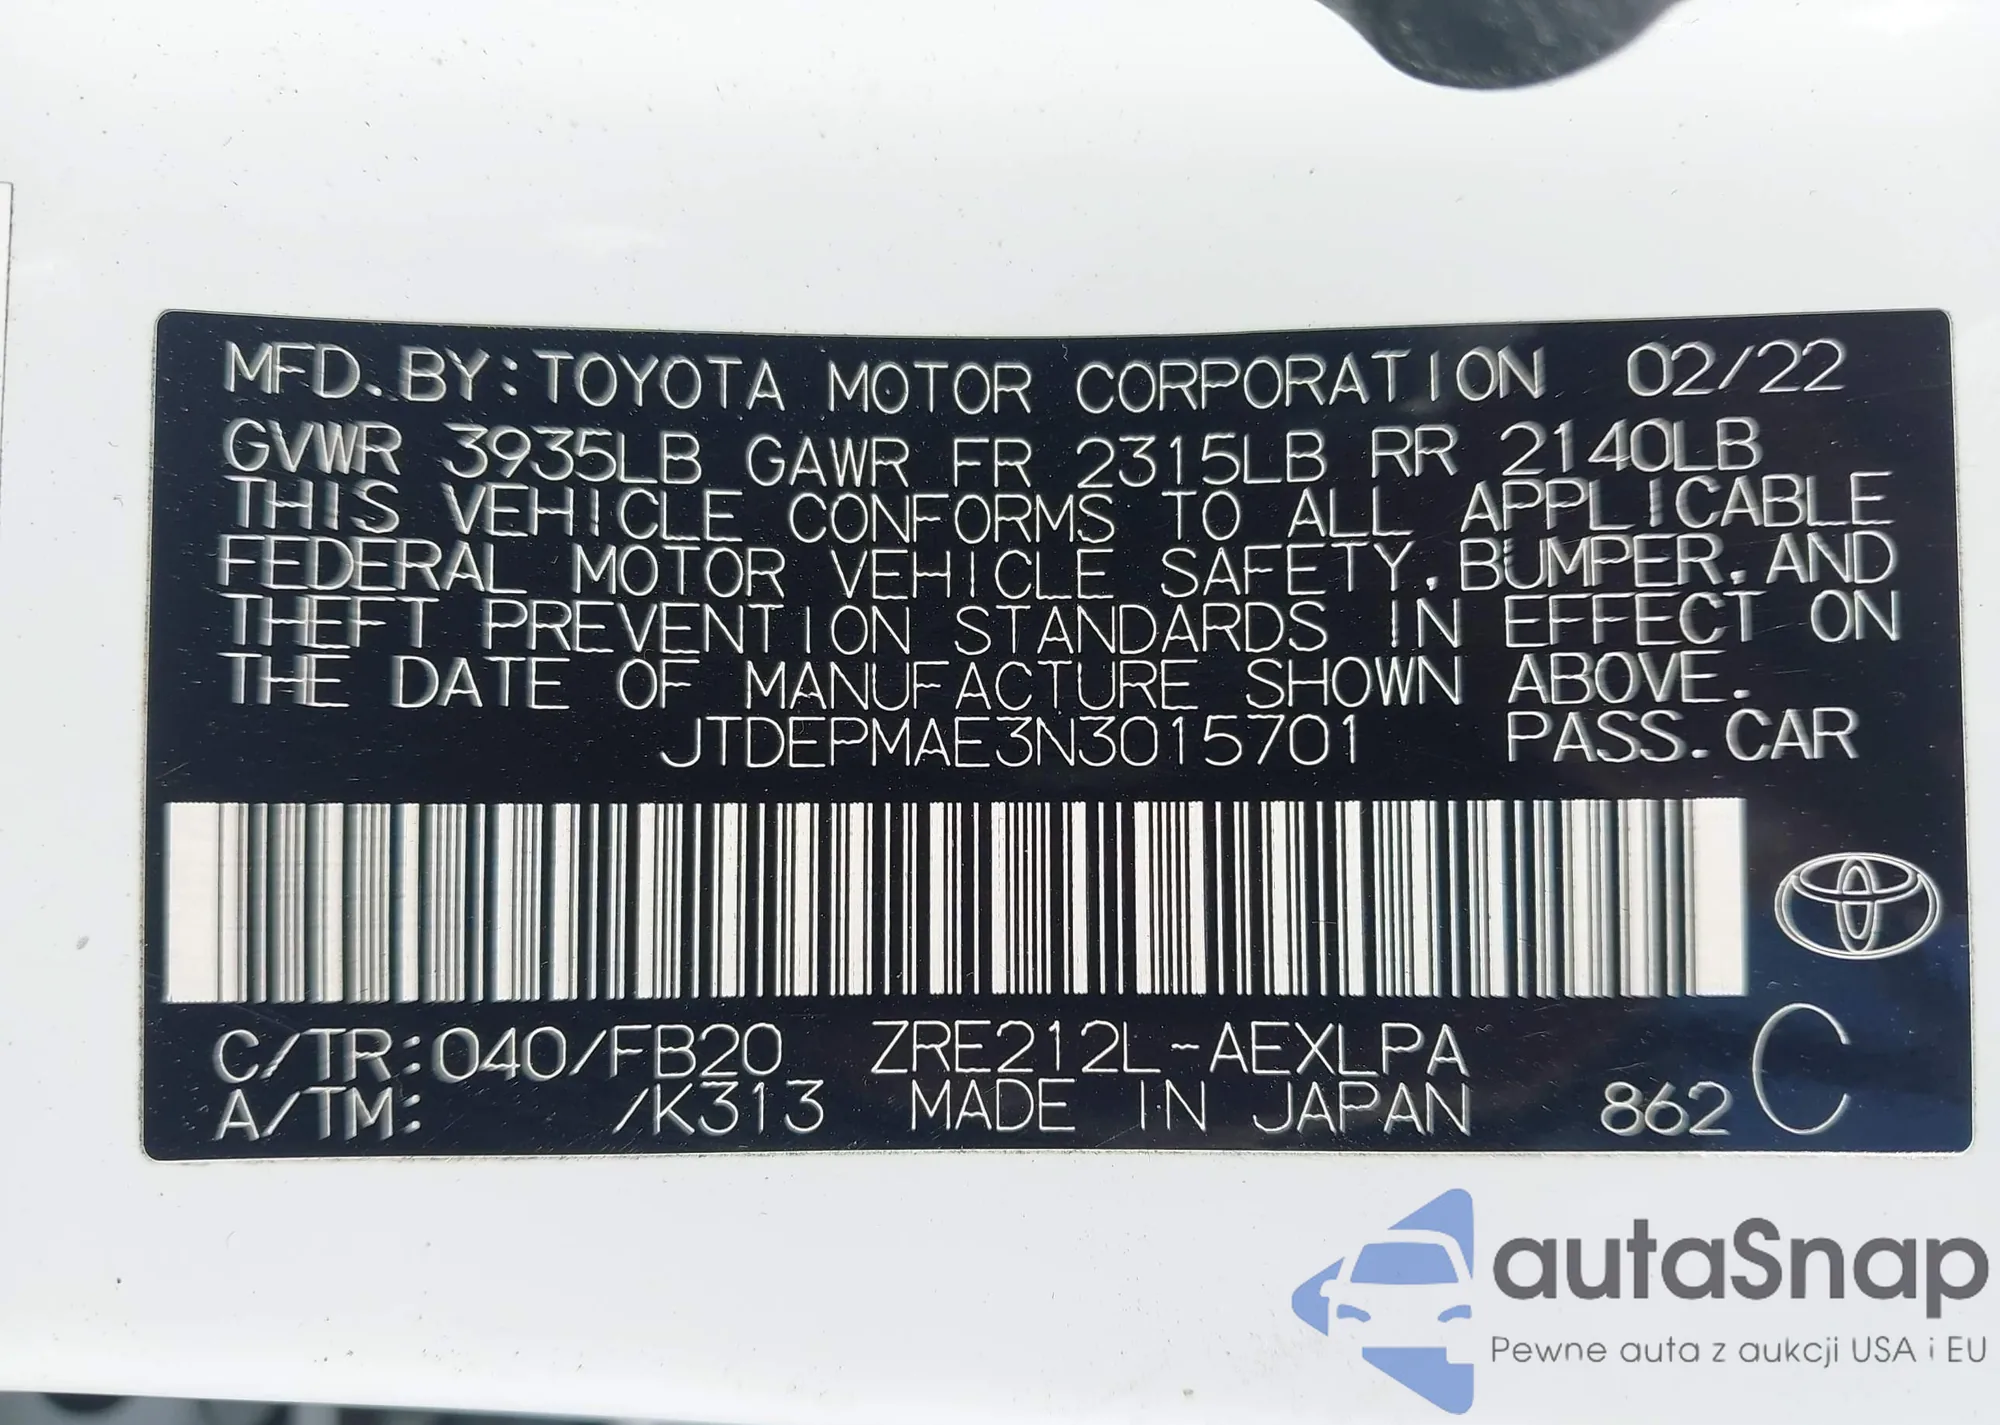 MFD. BY: TOYOTA MOTOR CORPORATION 02/22
GVWR 3935LB GAWR FR 2315LB RR 2140LB
THIS VEHICLE CONFORMS TO ALL APPLICABLE
FEDERAL MOTOR VEHICLE SAFETY, BUMPER, AND
THEFT PREVENTION STANDARDS IN EFFECT ON
THE DATE OF MANUFACTURE SHOWN ABOVE.
JTDEPMAE3N3015701 PASS. CAR
C/TR: 040/FB20 ZRE212L-AEXLPA
A/TM: /K313 MADE IN JAPAN 862 C
autaSnap
Pewne auta z aukcji USA i EU